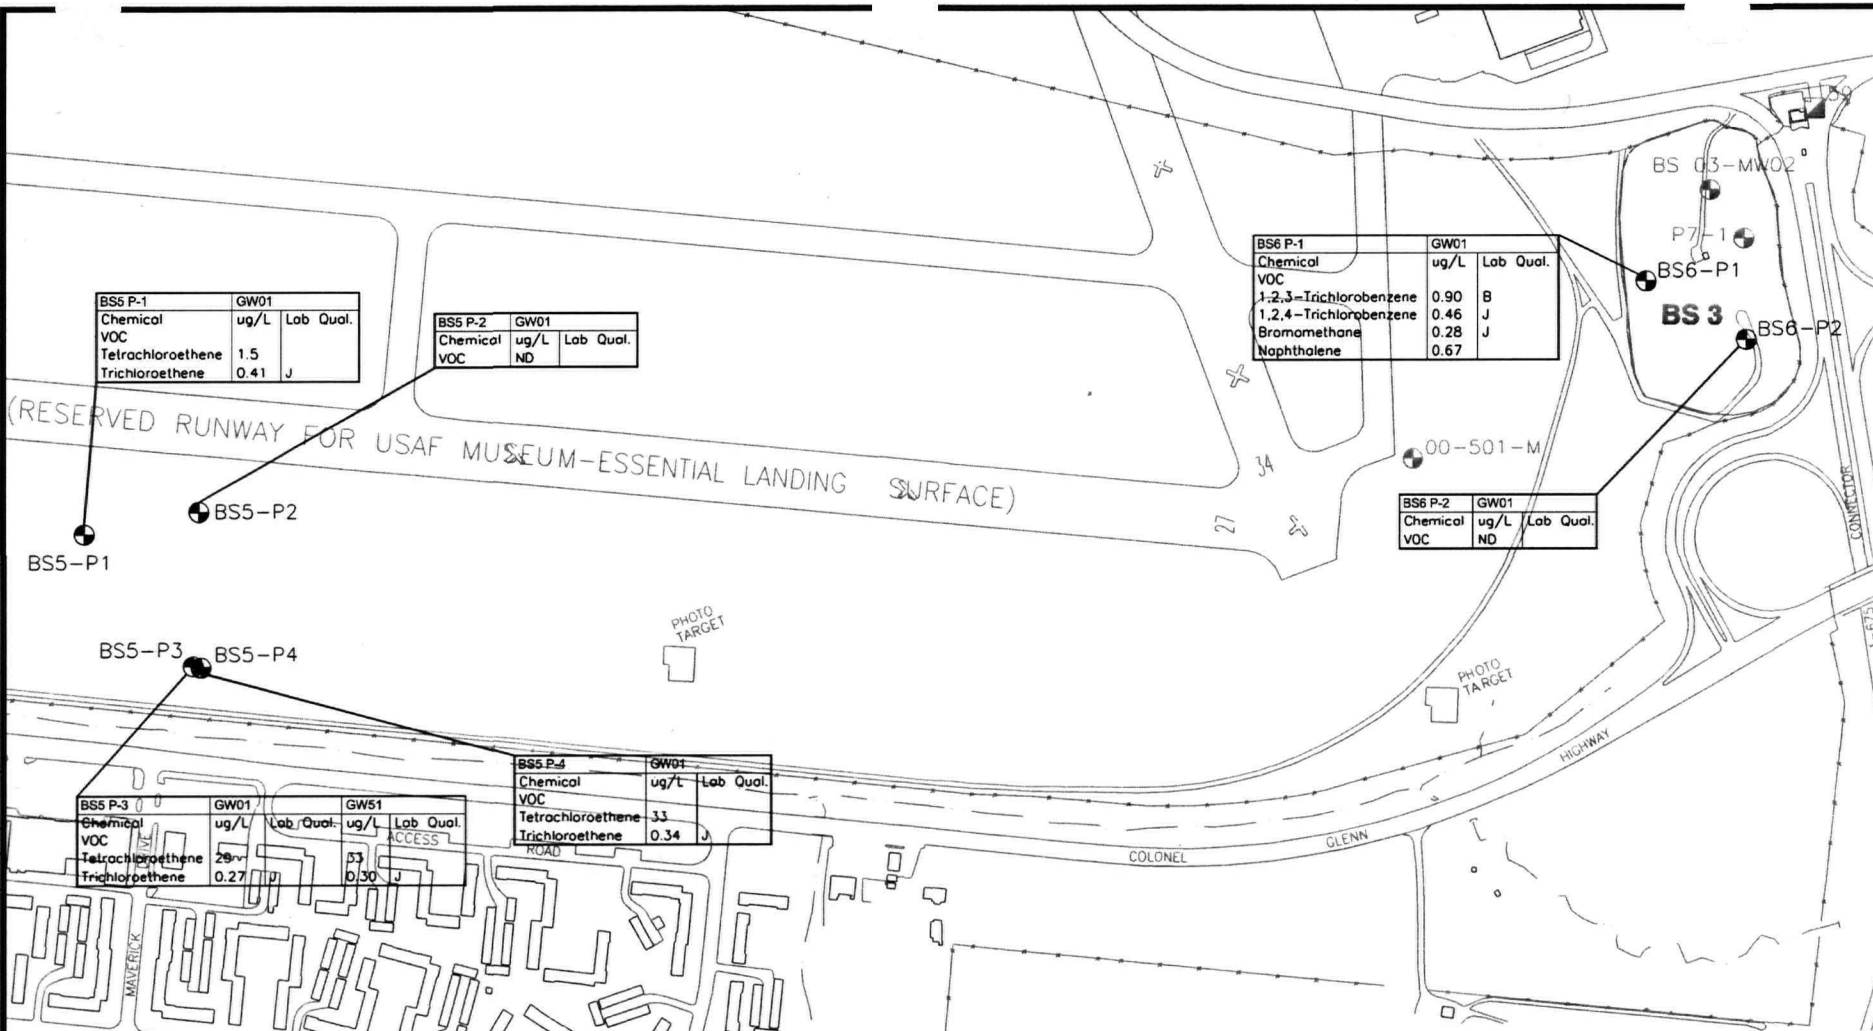 BS 03-MW02
P7-1
BS6-P1
BS 3
BS6-P2
BS6 P-1 GW01
Chemical ug/L Lab Qual.
VOC
1,2,3-Trichlorobenzene 0.90 B
1,2,4-Trichlorobenzene 0.46 J
Bromomethane 0.28 J
Naphthalene 0.67
BS5 P-1 GW01
Chemical ug/L Lab Qual.
VOC
Tetrachloroethene 1.5
Trichloroethene 0.41 J
BS5 P-2 GW01
Chemical ug/L Lab Qual.
VOC ND
(RESERVED RUNWAY FOR USAF MUSEUM-ESSENTIAL LANDING SURFACE)
34
27
00-501-M
BS6 P-2 GW01
Chemical ug/L Lab Qual.
VOC ND
CONNECTOR
BS5-P2
BS5-P1
PHOTO
TARGET
BS5-P3 BS5-P4
PHOTO
TARGET
I-675
HIGHWAY
GLENN
COLONEL
BS5 P-4 GW01
Chemical ug/L Lab Qual.
VOC
Tetrachloroethene 33
Trichloroethene 0.34 J
BS5 P-3 GW01 GW51
Chemical ug/L Lab Qual. ug/L Lab Qual.
VOC
Tetrachloroethene 29 33
Trichloroethene 0.27 J 0.30 J
ACCESS
ROAD
DRIVE
MAVERICK